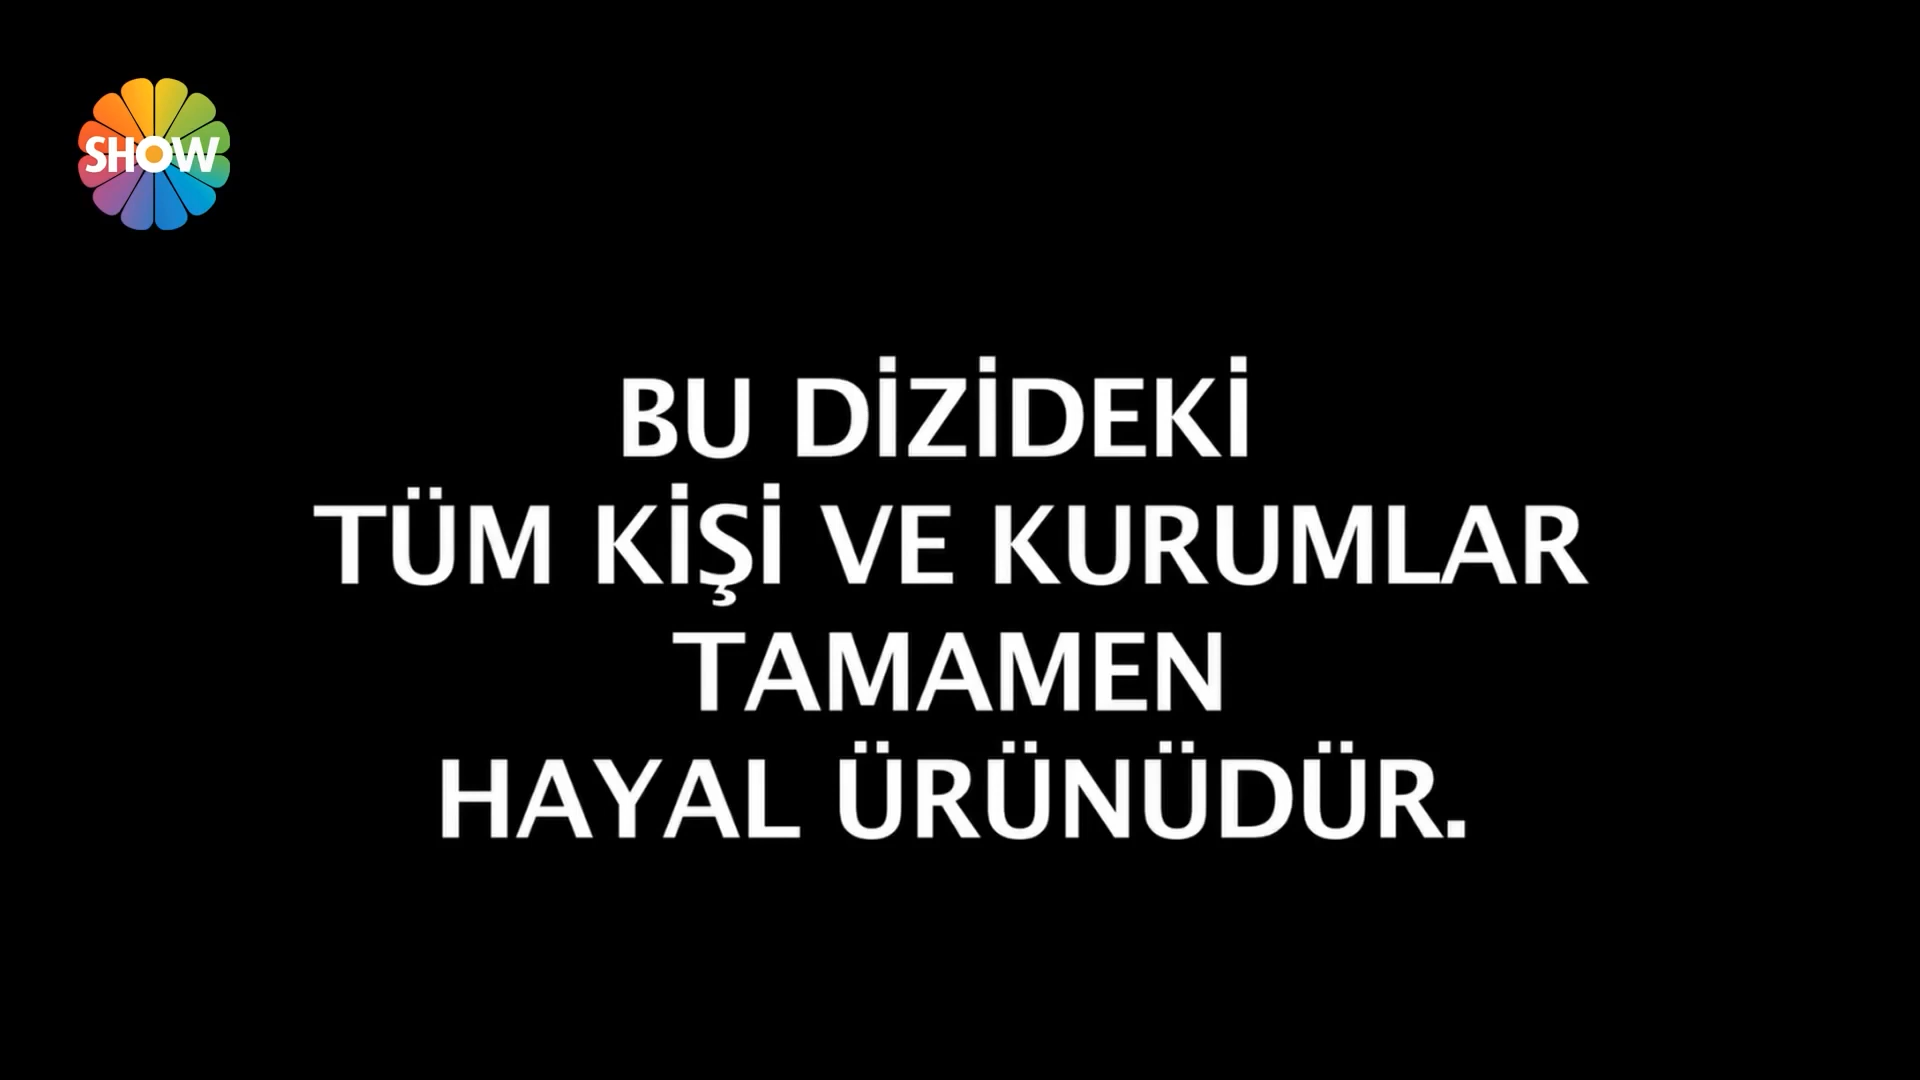 SHOW
BU DİZİDEKİ
TÜM KİŞİ VE KURUMLAR
TAMAMEN
HAYAL ÜRÜNÜDÜR.